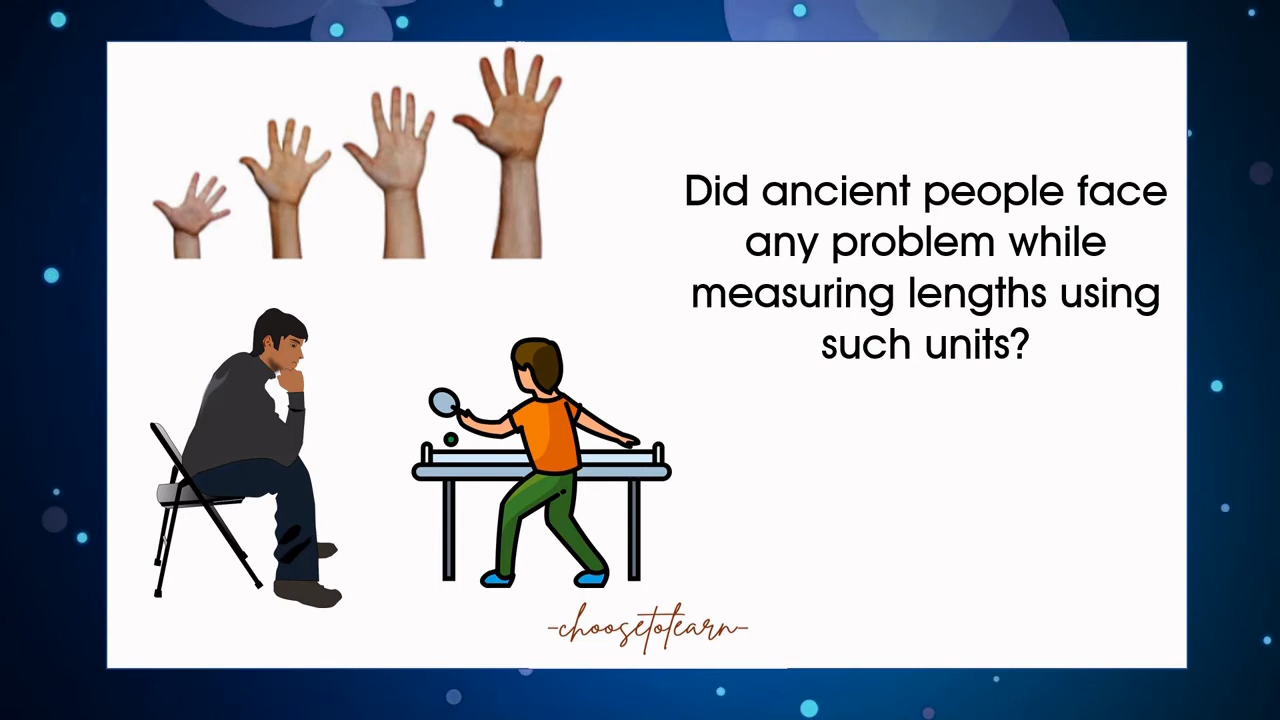 Did ancient people face
any problem while
measuring lengths using
such units?
-choosetolearn-